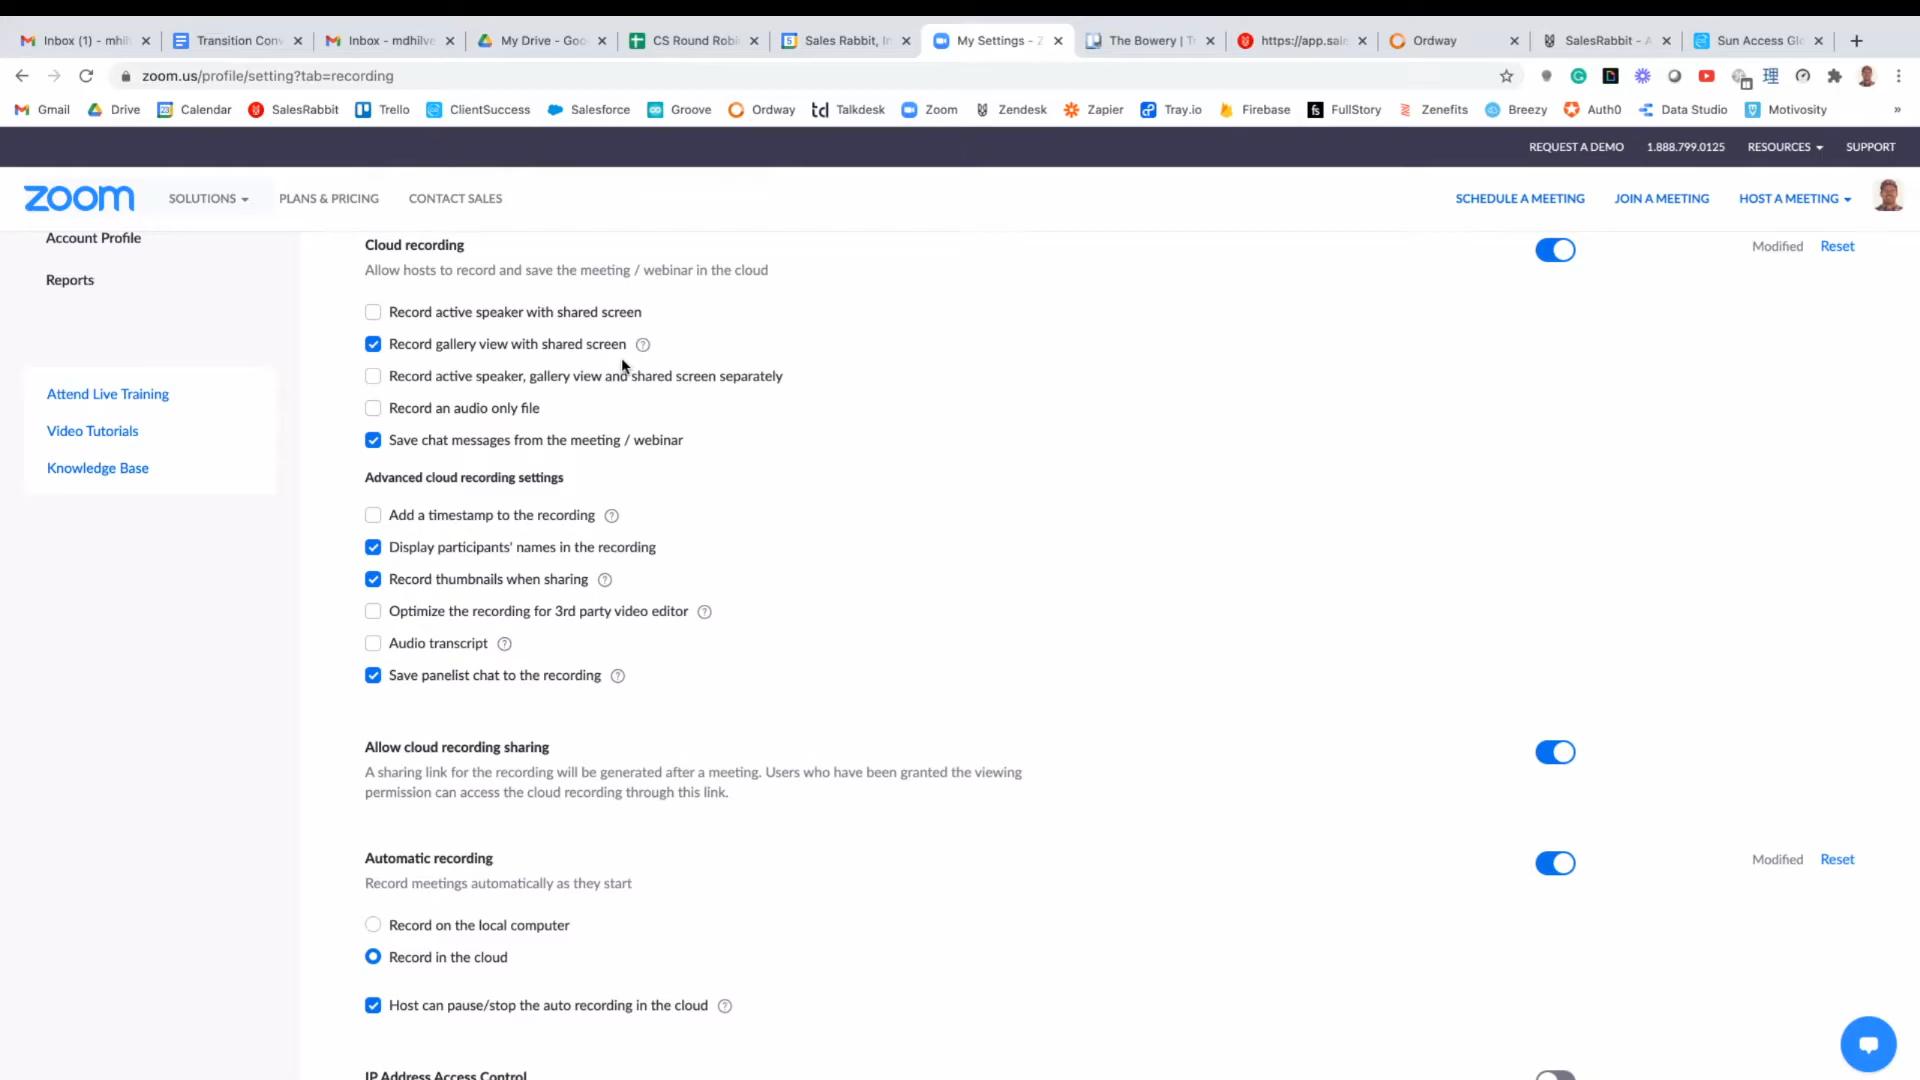 Inbox (1) - mhil
Transition Con
Inbox - mdhilve
My Drive - Goo
CS Round Robi
Sales Rabbit, In
My Settings - Z
The Bowery | Tr
https://app.sale
Ordway
SalesRabbit - A
Sun Access Glo
zoom.us/profile/setting?tab=recording
Gmail Drive Calendar SalesRabbit Trello ClientSuccess Salesforce Groove Ordway Talkdesk Zoom Zendesk Zapier Tray.io Firebase FullStory Zenefits Breezy Auth0 Data Studio Motivosity »
REQUEST A DEMO 1.888.799.0125 RESOURCES SUPPORT
zoom SOLUTIONS PLANS & PRICING CONTACT SALES SCHEDULE A MEETING JOIN A MEETING HOST A MEETING
Account Profile
Reports
Attend Live Training
Video Tutorials
Knowledge Base
Cloud recording
Modified Reset
Allow hosts to record and save the meeting / webinar in the cloud
Record active speaker with shared screen
Record gallery view with shared screen
Record active speaker, gallery view and shared screen separately
Record an audio only file
Save chat messages from the meeting / webinar
Advanced cloud recording settings
Add a timestamp to the recording
Display participants' names in the recording
Record thumbnails when sharing
Optimize the recording for 3rd party video editor
Audio transcript
Save panelist chat to the recording
Allow cloud recording sharing
A sharing link for the recording will be generated after a meeting. Users who have been granted the viewing
permission can access the cloud recording through this link.
Automatic recording
Modified Reset
Record meetings automatically as they start
Record on the local computer
Record in the cloud
Host can pause/stop the auto recording in the cloud
IP Address Access Control